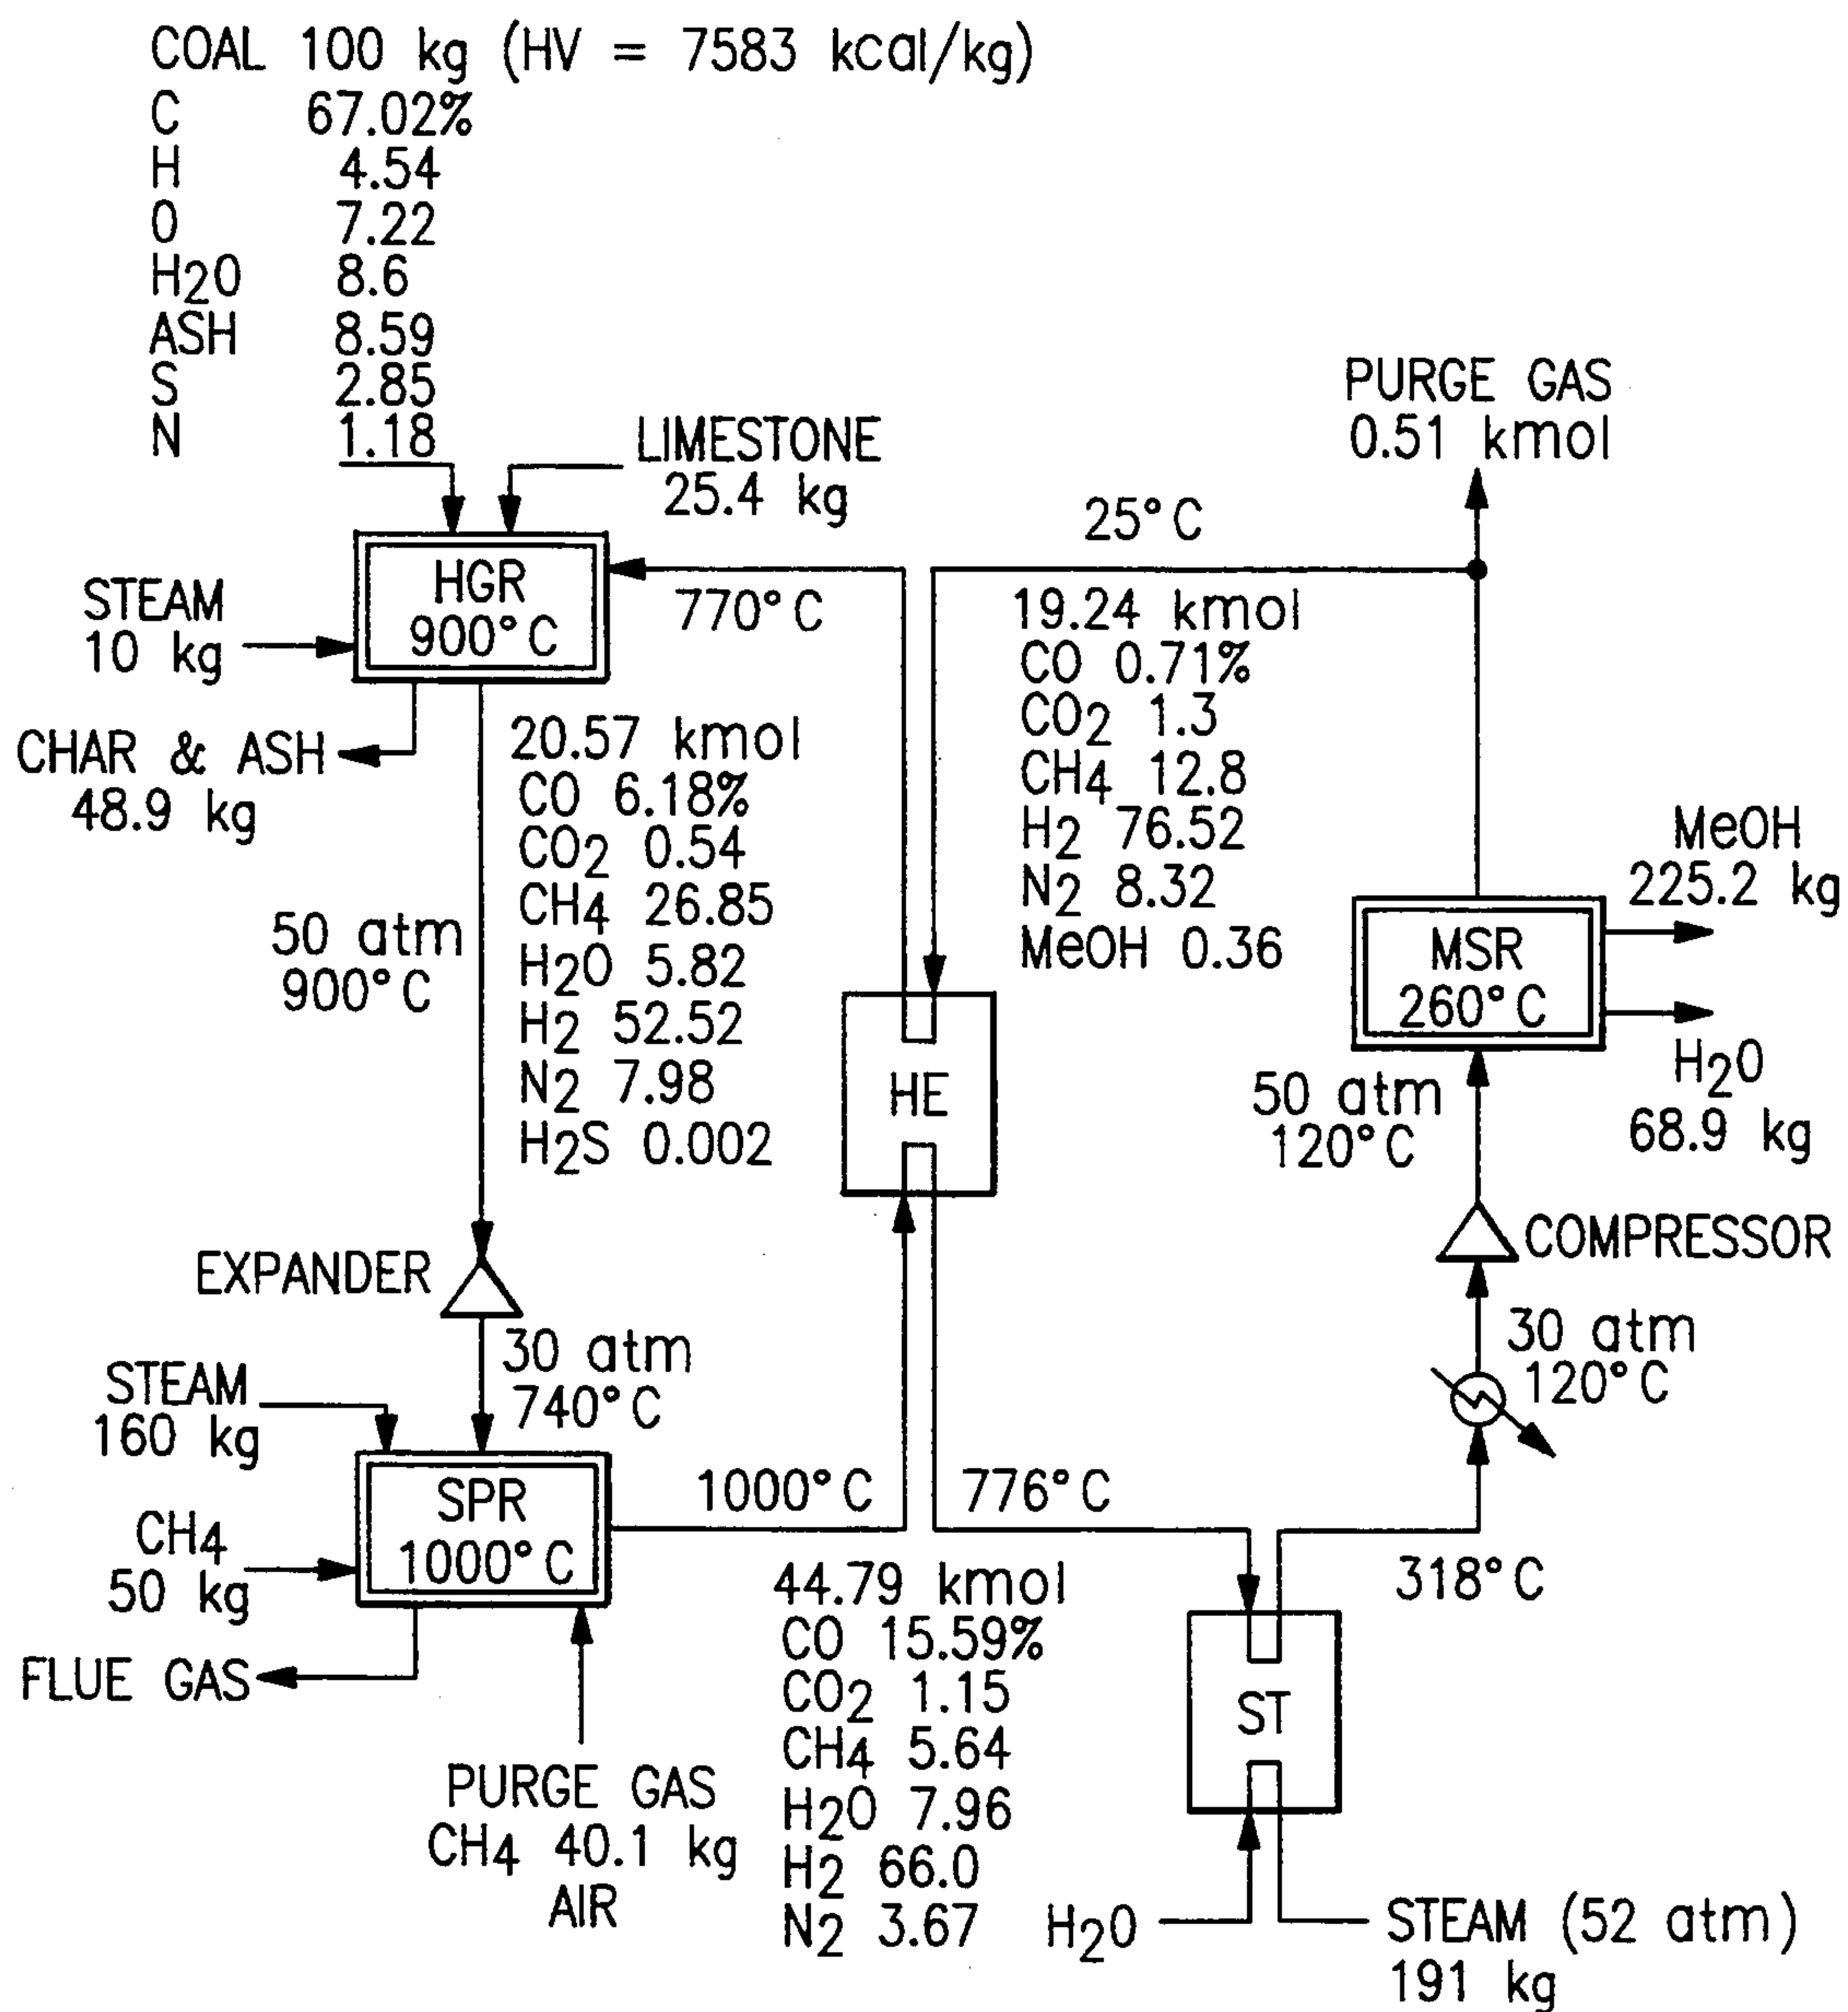 COAL 100 kg (HV = 7583 kcal/kg)
C 67.02%
H 4.54
O 7.22
H2O 8.6
ASH 8.59
S 2.85
N 1.18
LIMESTONE
25.4 kg
HGR
900°C
STEAM
10 kg
CHAR & ASH
48.9 kg
770°C
25°C
PURGE GAS
0.51 kmol
19.24 kmol
CO 0.71%
CO2 1.3
CH4 12.8
H2 76.52
N2 8.32
MeOH 0.36
20.57 kmol
CO 6.18%
CO2 0.54
CH4 26.85
H2O 5.82
H2 52.52
N2 7.98
H2S 0.002
50 atm
900°C
HE
MSR
260°C
MeOH
225.2 kg
H2O
68.9 kg
50 atm
120°C
COMPRESSOR
30 atm
120°C
EXPANDER
30 atm
740°C
STEAM
160 kg
SPR
1000°C
CH4
50 kg
FLUE GAS
PURGE GAS
CH4 40.1 kg
AIR
1000°C
776°C
44.79 kmol
CO 15.59%
CO2 1.15
CH4 5.64
H2O 7.96
H2 66.0
N2 3.67
318°C
ST
H2O
STEAM (52 atm)
191 kg